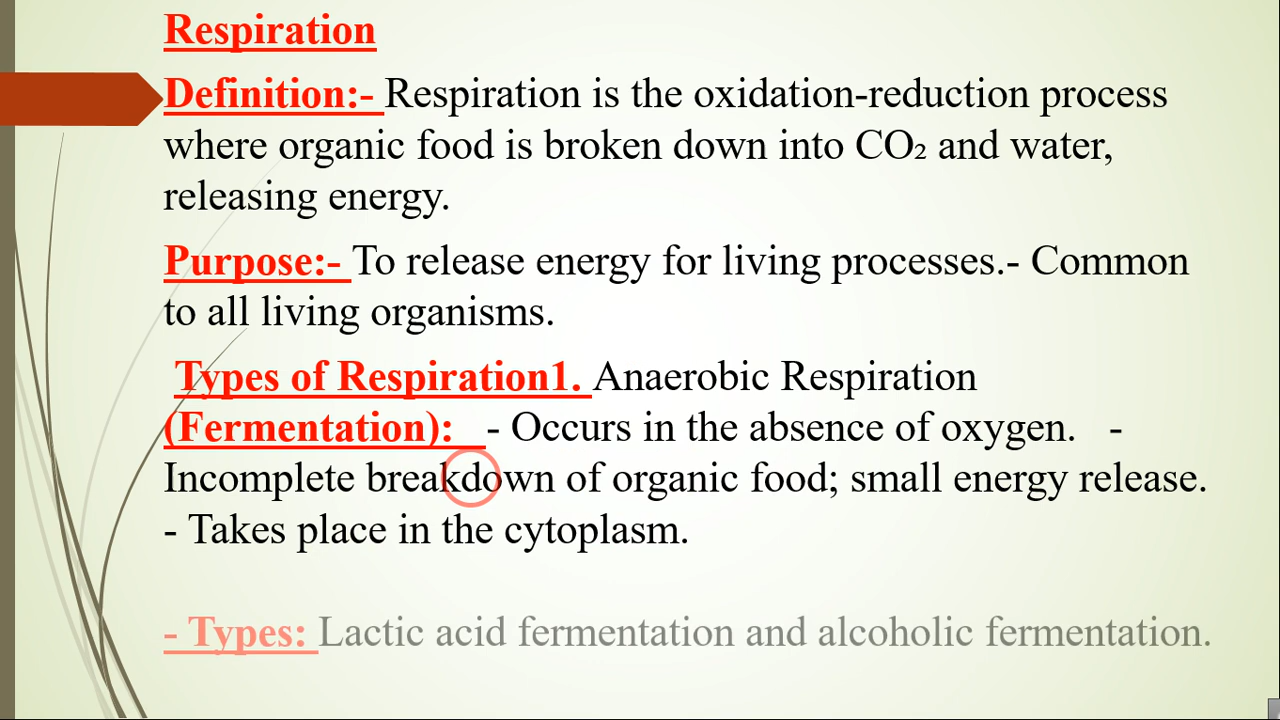 Respiration
Definition:- Respiration is the oxidation-reduction process
where organic food is broken down into CO₂ and water,
releasing energy.
Purpose:- To release energy for living processes.- Common
to all living organisms.
Types of Respiration1. Anaerobic Respiration
(Fermentation): - Occurs in the absence of oxygen. -
Incomplete breakdown of organic food; small energy release.
- Takes place in the cytoplasm.
- Types: Lactic acid fermentation and alcoholic fermentation.